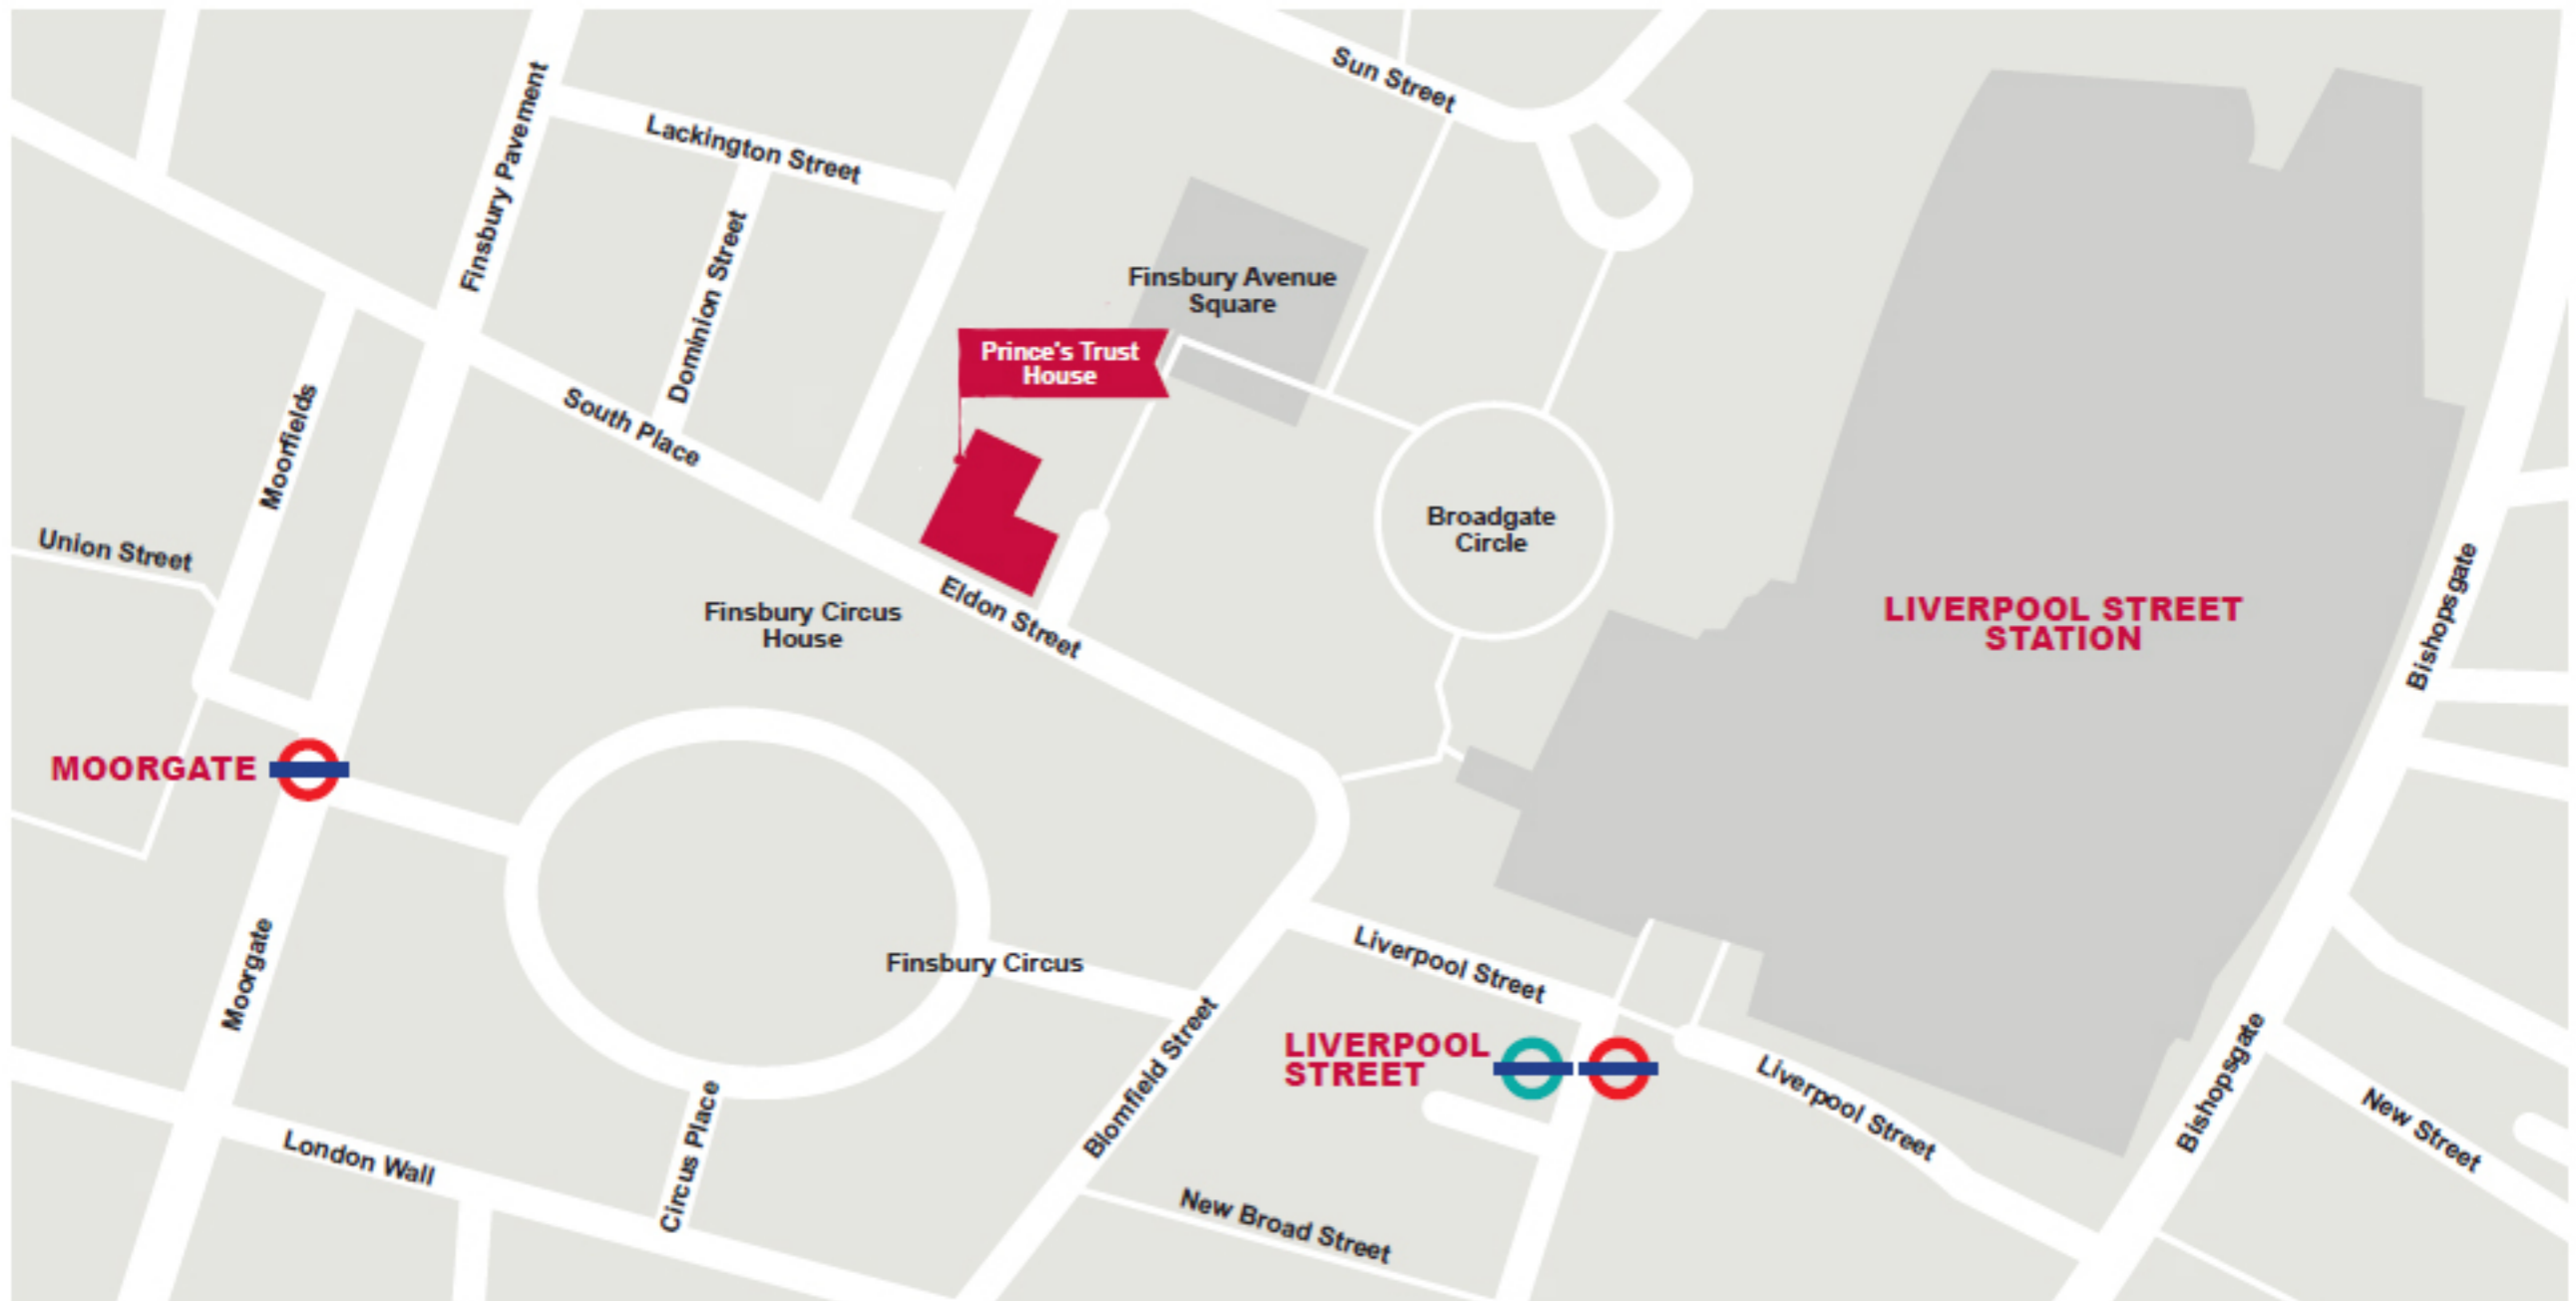 Sun Street
Finsbury Pavement
Lackington Street
Dominion Street
Finsbury Avenue
Square
Prince's Trust
House
Moorfields
South Place
Broadgate
Circle
Union Street
Eldon Street
Finsbury Circus
House
LIVERPOOL STREET
STATION
Bishopsgate
MOORGATE
Moorgate
Finsbury Circus
Liverpool Street
Blomfield Street
LIVERPOOL
STREET
Liverpool Street
Bishopsgate
New Street
London Wall
Circus Place
New Broad Street